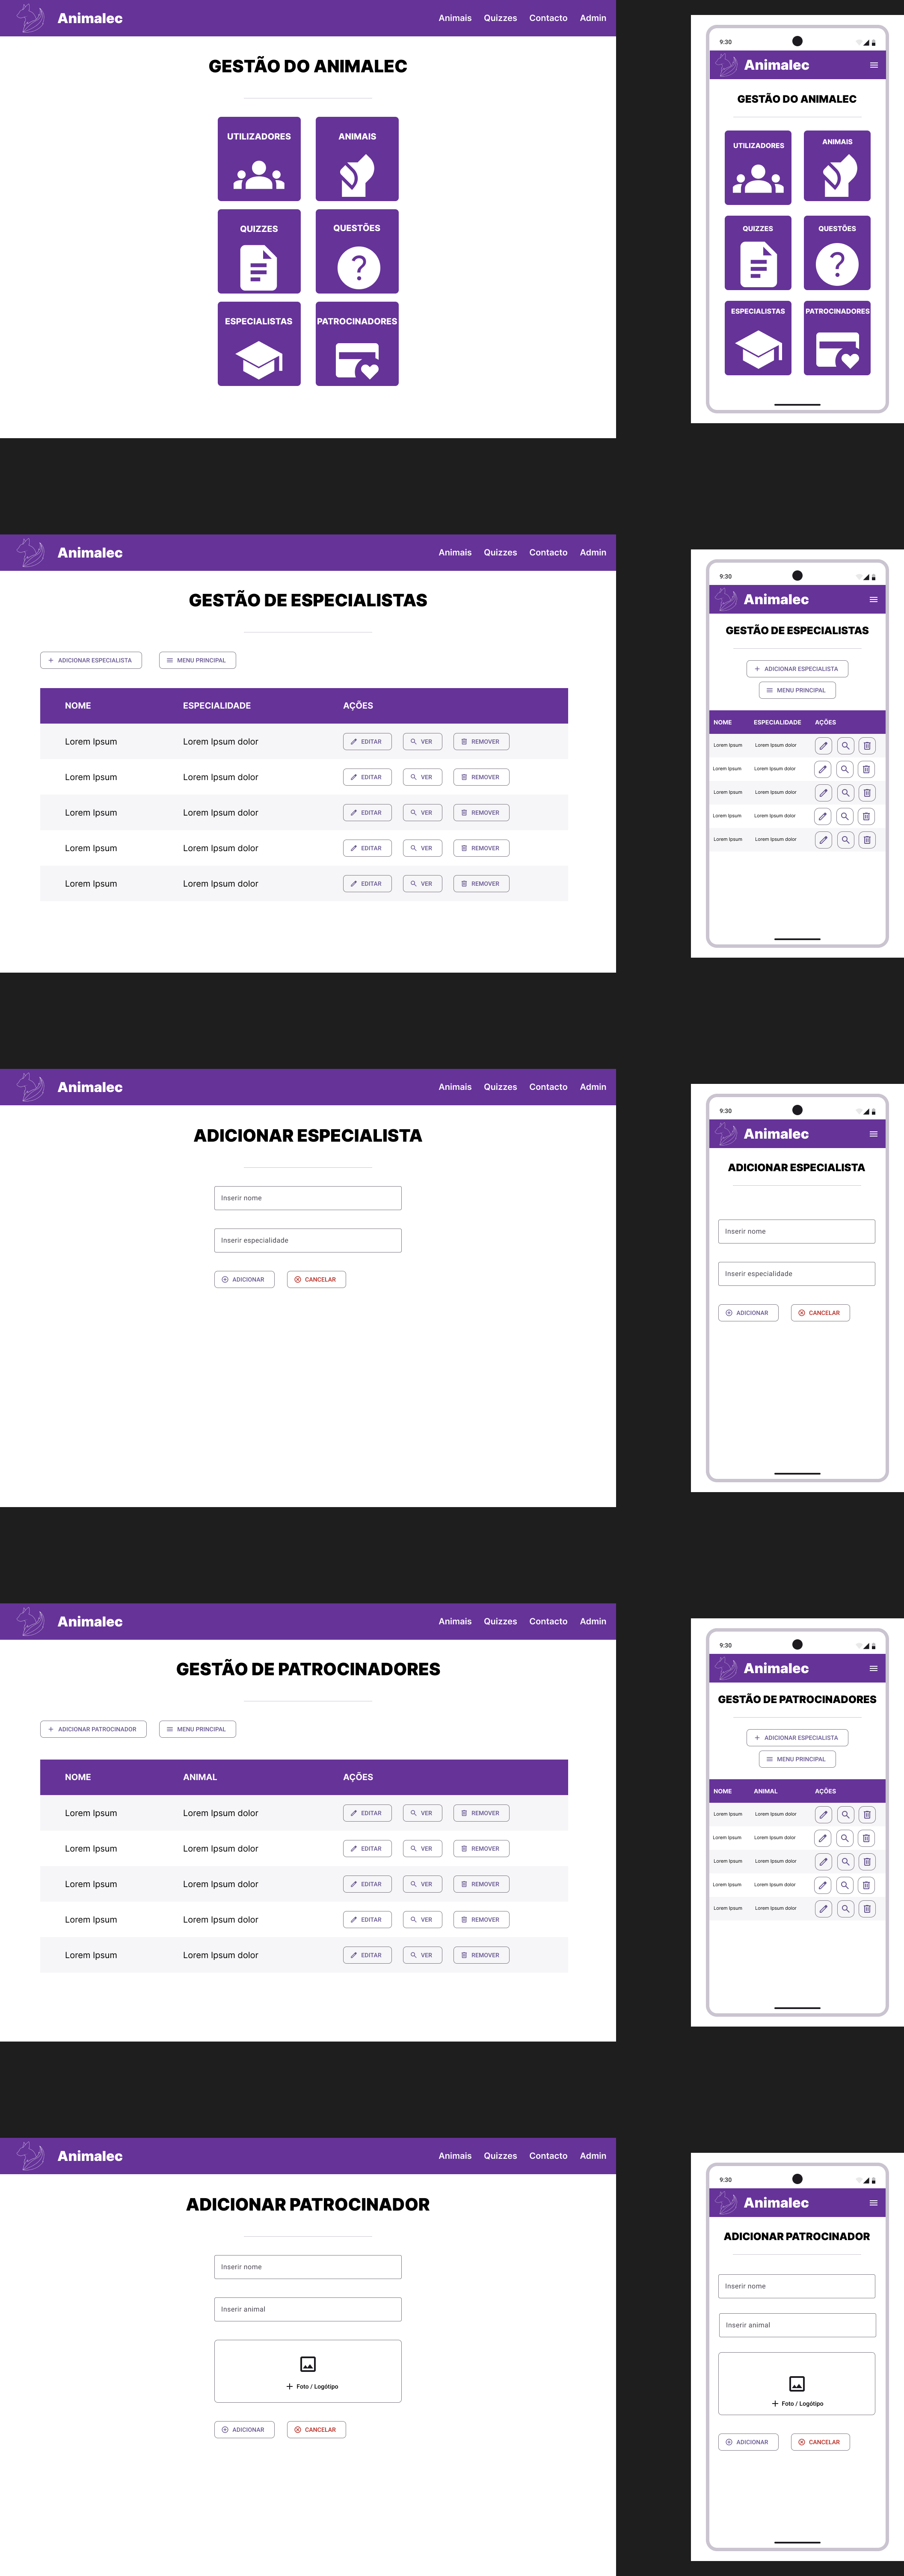 Animalec Animais Quizzes Contacto Admin
GESTÃO DO ANIMALEC
UTILIZADORES ANIMAIS
QUIZZES QUESTÕES
ESPECIALISTAS PATROCINADORES
9:30
Animalec
GESTÃO DO ANIMALEC
UTILIZADORES ANIMAIS
QUIZZES QUESTÕES
ESPECIALISTAS PATROCINADORES
Animalec Animais Quizzes Contacto Admin
GESTÃO DE ESPECIALISTAS
ADICIONAR ESPECIALISTA MENU PRINCIPAL
NOME ESPECIALIDADE AÇÕES
Lorem Ipsum Lorem Ipsum dolor EDITAR VER REMOVER
Lorem Ipsum Lorem Ipsum dolor EDITAR VER REMOVER
Lorem Ipsum Lorem Ipsum dolor EDITAR VER REMOVER
Lorem Ipsum Lorem Ipsum dolor EDITAR VER REMOVER
Lorem Ipsum Lorem Ipsum dolor EDITAR VER REMOVER
9:30
Animalec
GESTÃO DE ESPECIALISTAS
ADICIONAR ESPECIALISTA
MENU PRINCIPAL
NOME ESPECIALIDADE AÇÕES
Lorem Ipsum Lorem Ipsum dolor
Lorem Ipsum Lorem Ipsum dolor
Lorem Ipsum Lorem Ipsum dolor
Lorem Ipsum Lorem Ipsum dolor
Lorem Ipsum Lorem Ipsum dolor
Animalec Animais Quizzes Contacto Admin
ADICIONAR ESPECIALISTA
Inserir nome
Inserir especialidade
ADICIONAR CANCELAR
9:30
Animalec
ADICIONAR ESPECIALISTA
Inserir nome
Inserir especialidade
ADICIONAR CANCELAR
Animalec Animais Quizzes Contacto Admin
GESTÃO DE PATROCINADORES
ADICIONAR PATROCINADOR MENU PRINCIPAL
NOME ANIMAL AÇÕES
Lorem Ipsum Lorem Ipsum dolor EDITAR VER REMOVER
Lorem Ipsum Lorem Ipsum dolor EDITAR VER REMOVER
Lorem Ipsum Lorem Ipsum dolor EDITAR VER REMOVER
Lorem Ipsum Lorem Ipsum dolor EDITAR VER REMOVER
Lorem Ipsum Lorem Ipsum dolor EDITAR VER REMOVER
9:30
Animalec
GESTÃO DE PATROCINADORES
ADICIONAR ESPECIALISTA
MENU PRINCIPAL
NOME ANIMAL AÇÕES
Lorem Ipsum Lorem Ipsum dolor
Lorem Ipsum Lorem Ipsum dolor
Lorem Ipsum Lorem Ipsum dolor
Lorem Ipsum Lorem Ipsum dolor
Lorem Ipsum Lorem Ipsum dolor
Animalec Animais Quizzes Contacto Admin
ADICIONAR PATROCINADOR
Inserir nome
Inserir animal
Foto / Logótipo
ADICIONAR CANCELAR
9:30
Animalec
ADICIONAR PATROCINADOR
Inserir nome
Inserir animal
Foto / Logótipo
ADICIONAR CANCELAR